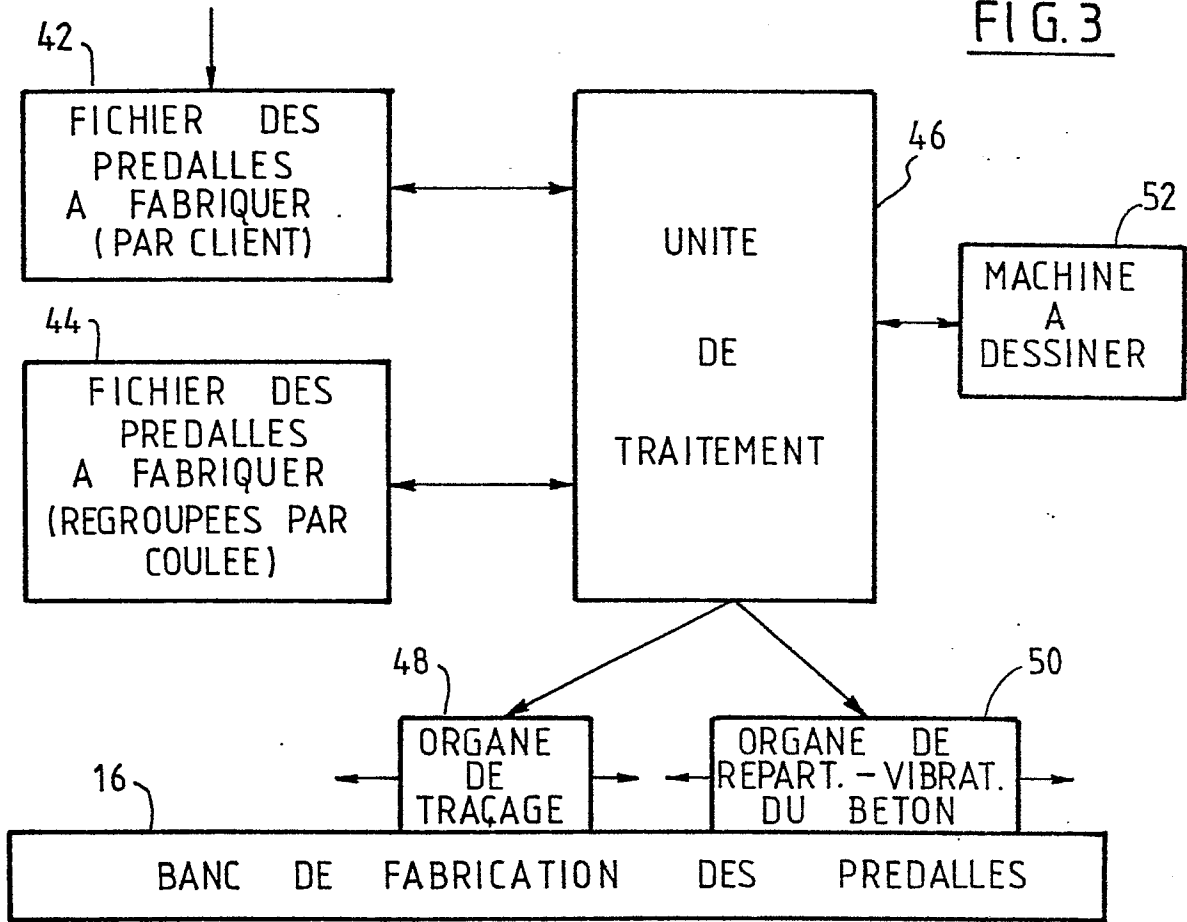 FIG.3
42
FICHIER DES
PREDALLES
A FABRIQUER
(PAR CLIENT)
44
FICHIER DES
PREDALLES
A FABRIQUER
(REGROUPEES PAR
COULEE)
46
UNITE
DE
TRAITEMENT
52
MACHINE
A
DESSINER
48
ORGANE
DE
TRAÇAGE
50
ORGANE DE
REPART.-VIBRAT.
DU BETON
16
BANC DE FABRICATION DES PREDALLES